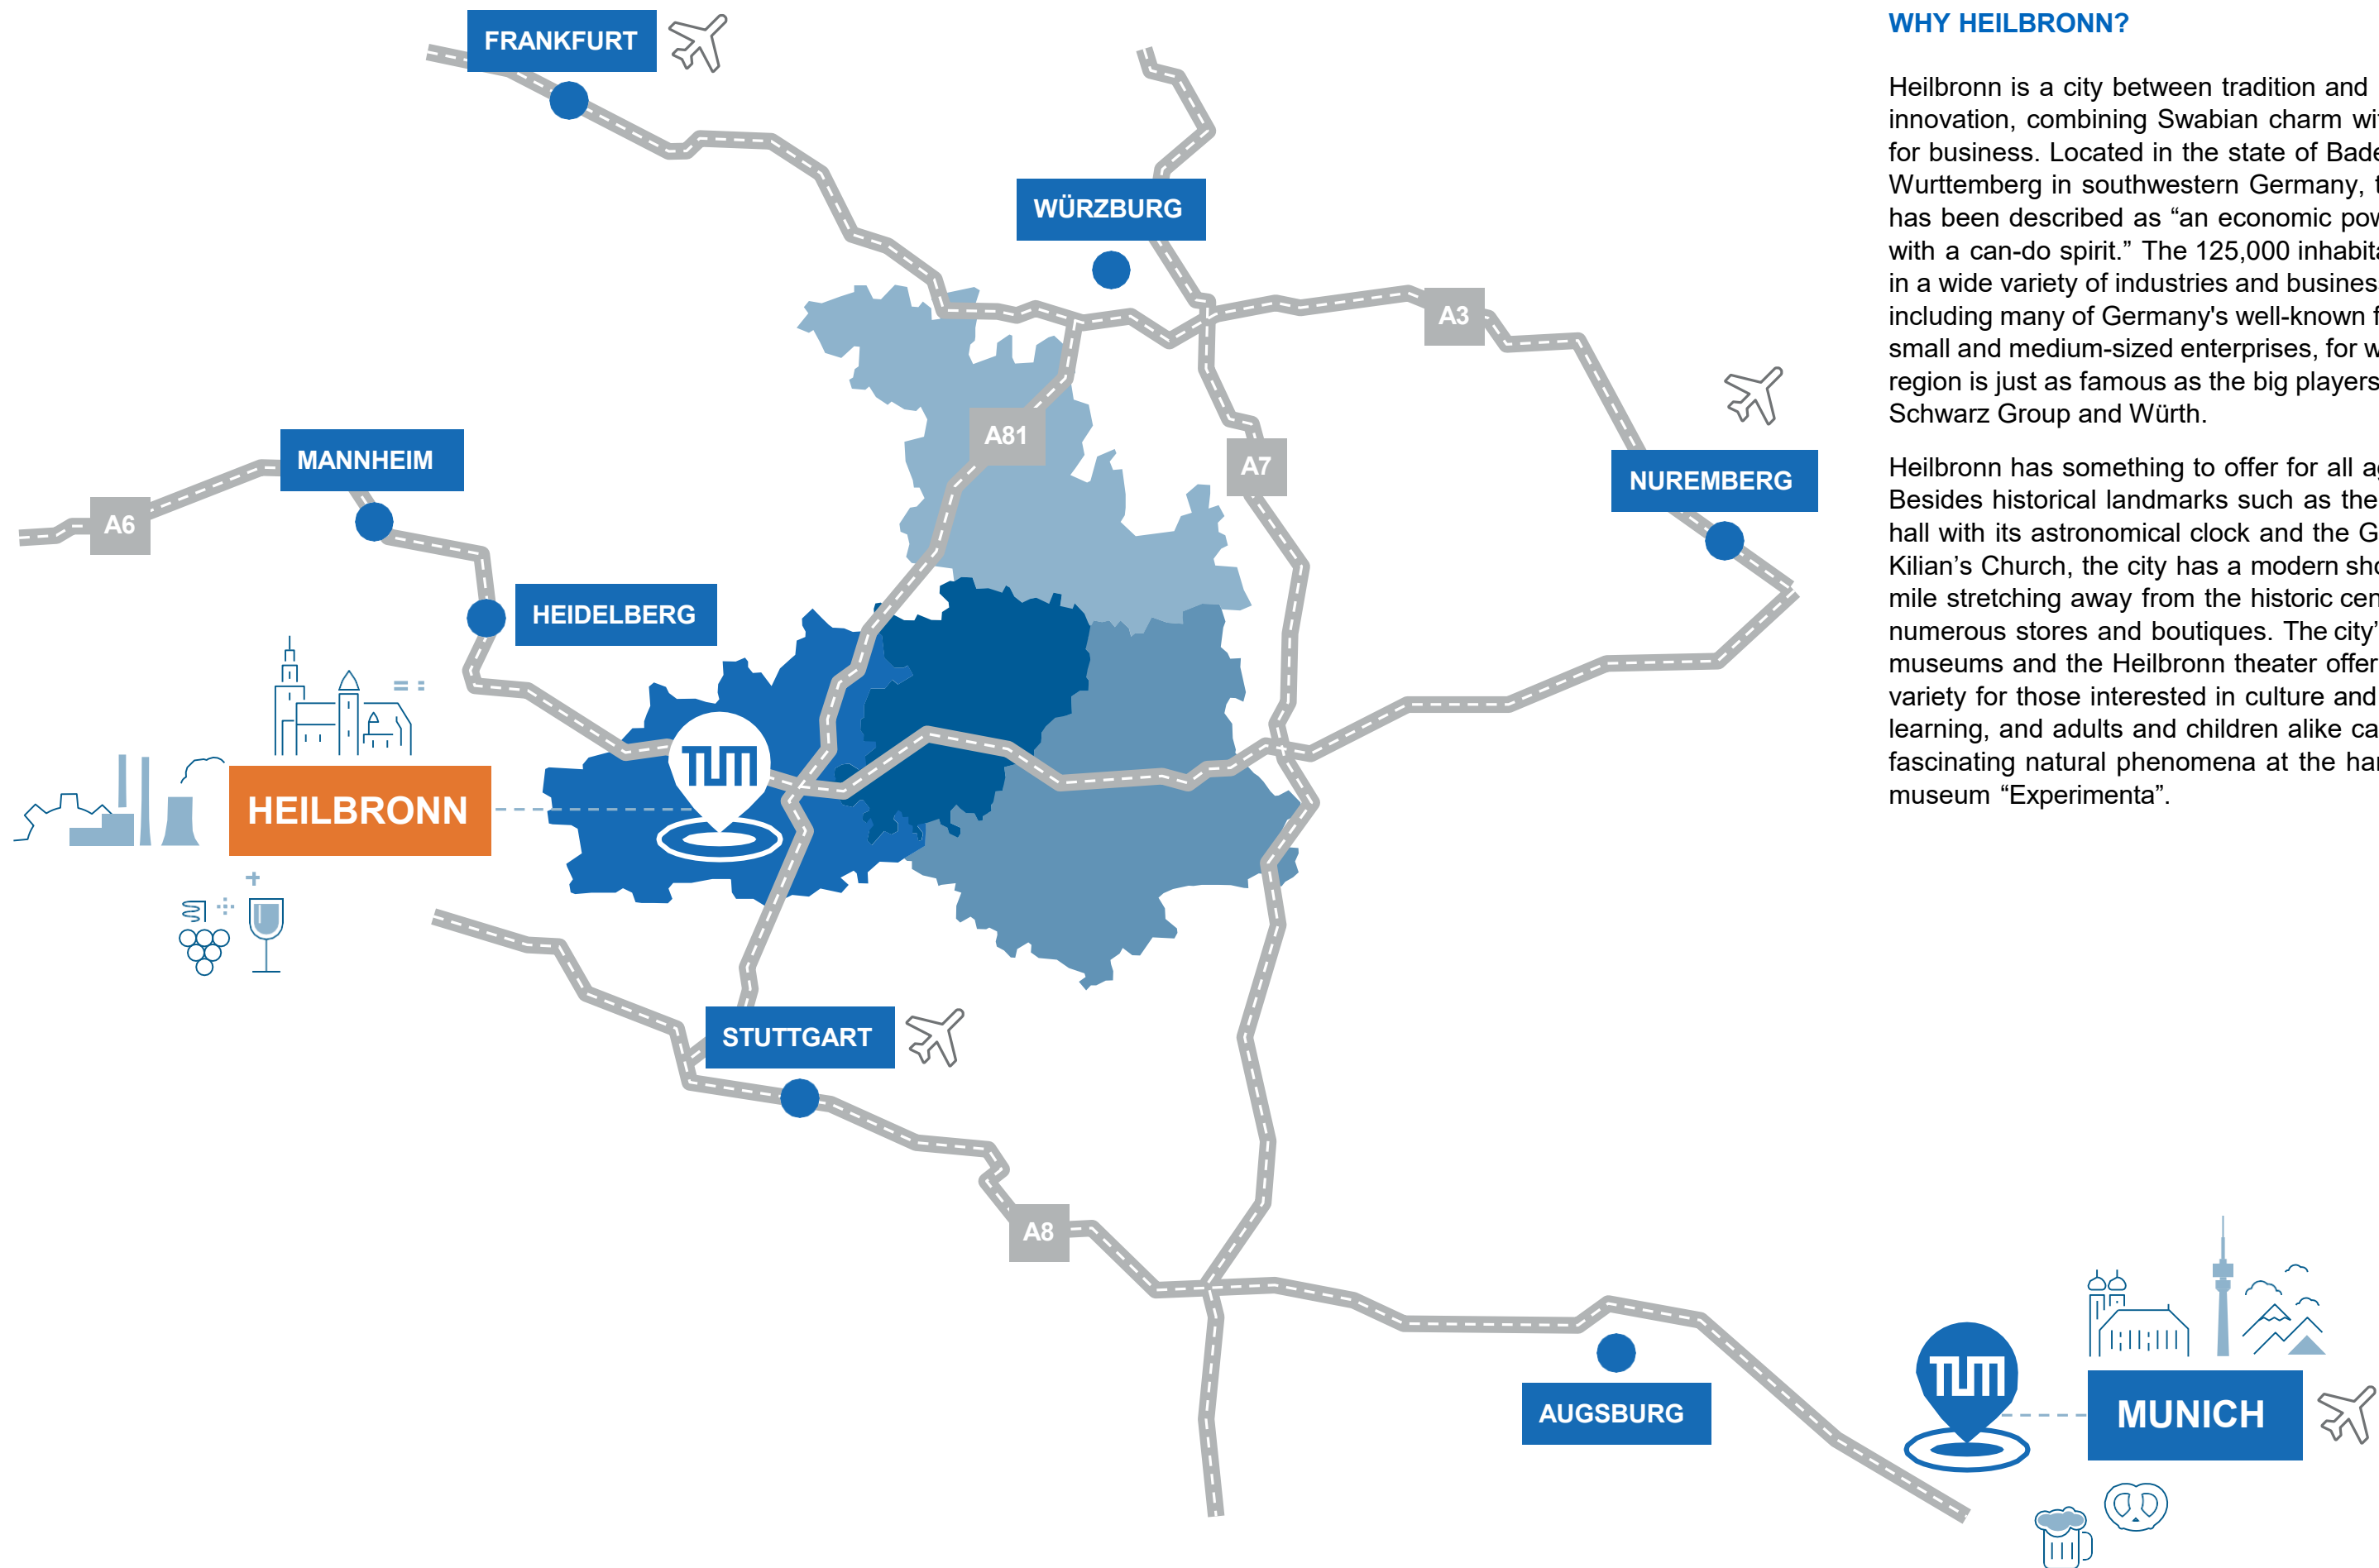 FRANKFURT
WÜRZBURG
A3
A81
MANNHEIM
A7
NUREMBERG
A6
HEIDELBERG
TUM
HEILBRONN
STUTTGART
A8
AUGSBURG
TUM
MUNICH
WHY HEILBRONN?
Heilbronn is a city between tradition and
innovation, combining Swabian charm
for business. Located in the state of
Wurttemberg in southwestern Germany,
has been described as “an economic
with a can-do spirit.” The 125,000
in a wide variety of industries and
including many of Germany's well-known
small and medium-sized enterprises, for
region is just as famous as the big players
Schwarz Group and Würth.
Heilbronn has something to offer for all
Besides historical landmarks such as the
hall with its astronomical clock and the
Kilian’s Church, the city has a modern
mile stretching away from the historic
numerous stores and boutiques. The city’
museums and the Heilbronn theater offer
variety for those interested in culture and
learning, and adults and children alike
fascinating natural phenomena at the
museum “Experimenta”.